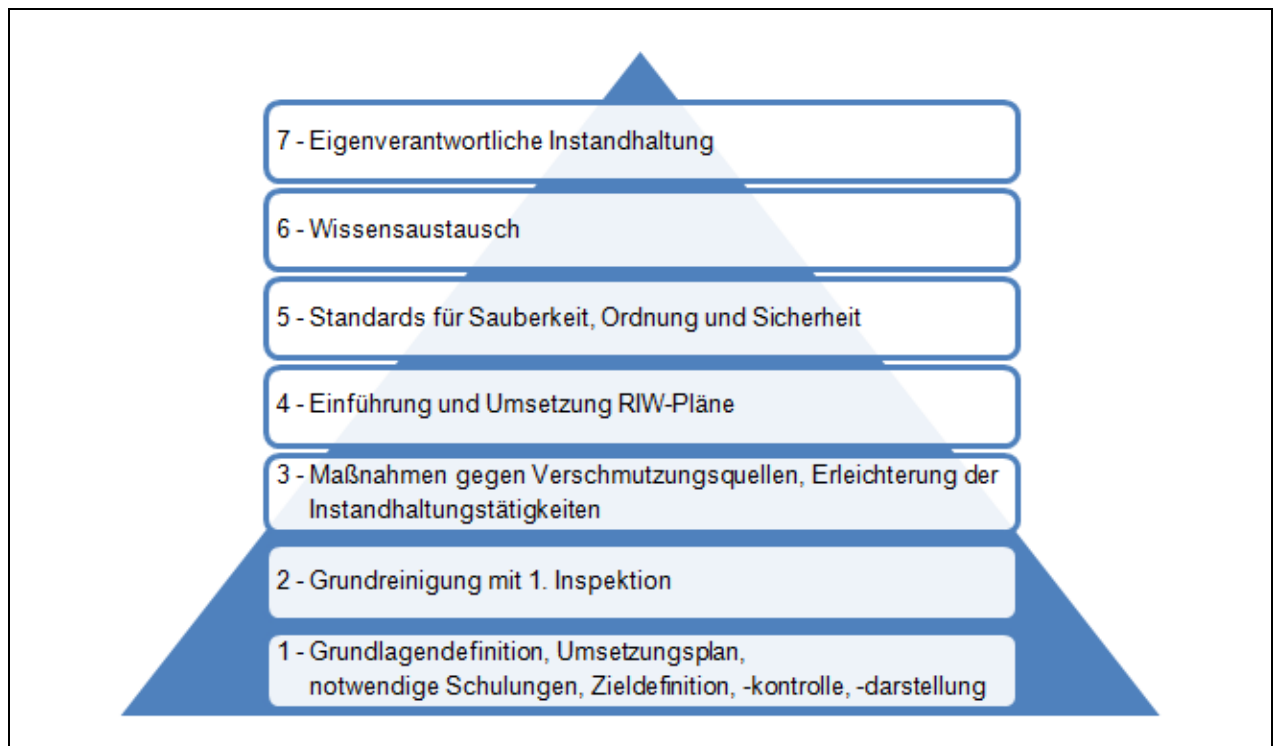 7 - Eigenverantwortliche Instandhaltung
6 - Wissensaustausch
5 - Standards für Sauberkeit, Ordnung und Sicherheit
4 - Einführung und Umsetzung RIW-Pläne
3 - Maßnahmen gegen Verschmutzungsquellen, Erleichterung der
Instandhaltungstätigkeiten
2 - Grundreinigung mit 1. Inspektion
1 - Grundlagendefinition, Umsetzungsplan,
notwendige Schulungen, Zieldefinition, -kontrolle, -darstellung